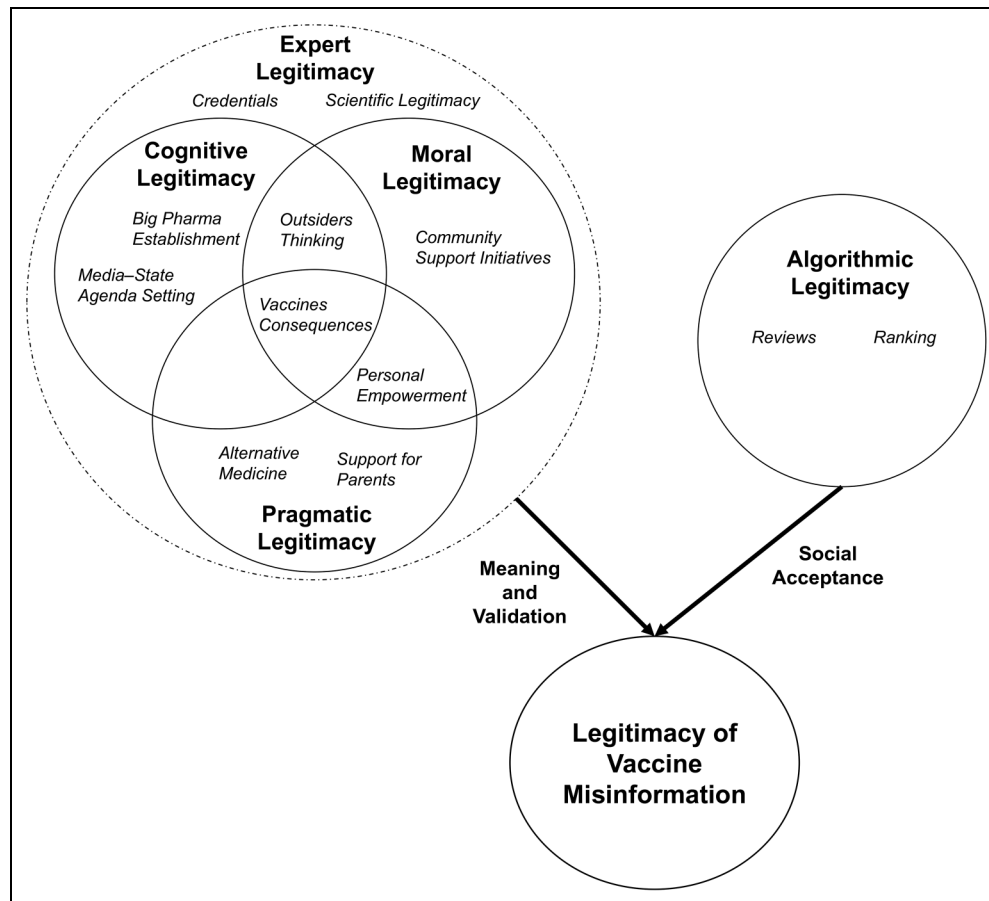 Expert
Legitimacy
Credentials
Scientific Legitimacy
Cognitive
Legitimacy
Moral
Legitimacy
Big Pharma
Establishment
Outsiders
Thinking
Community
Support Initiatives
Media–State
Agenda Setting
Vaccines
Consequences
Personal
Empowerment
Alternative
Medicine
Support for
Parents
Pragmatic
Legitimacy
Algorithmic
Legitimacy
Reviews
Ranking
Meaning
and
Validation
Social
Acceptance
Legitimacy of
Vaccine
Misinformation